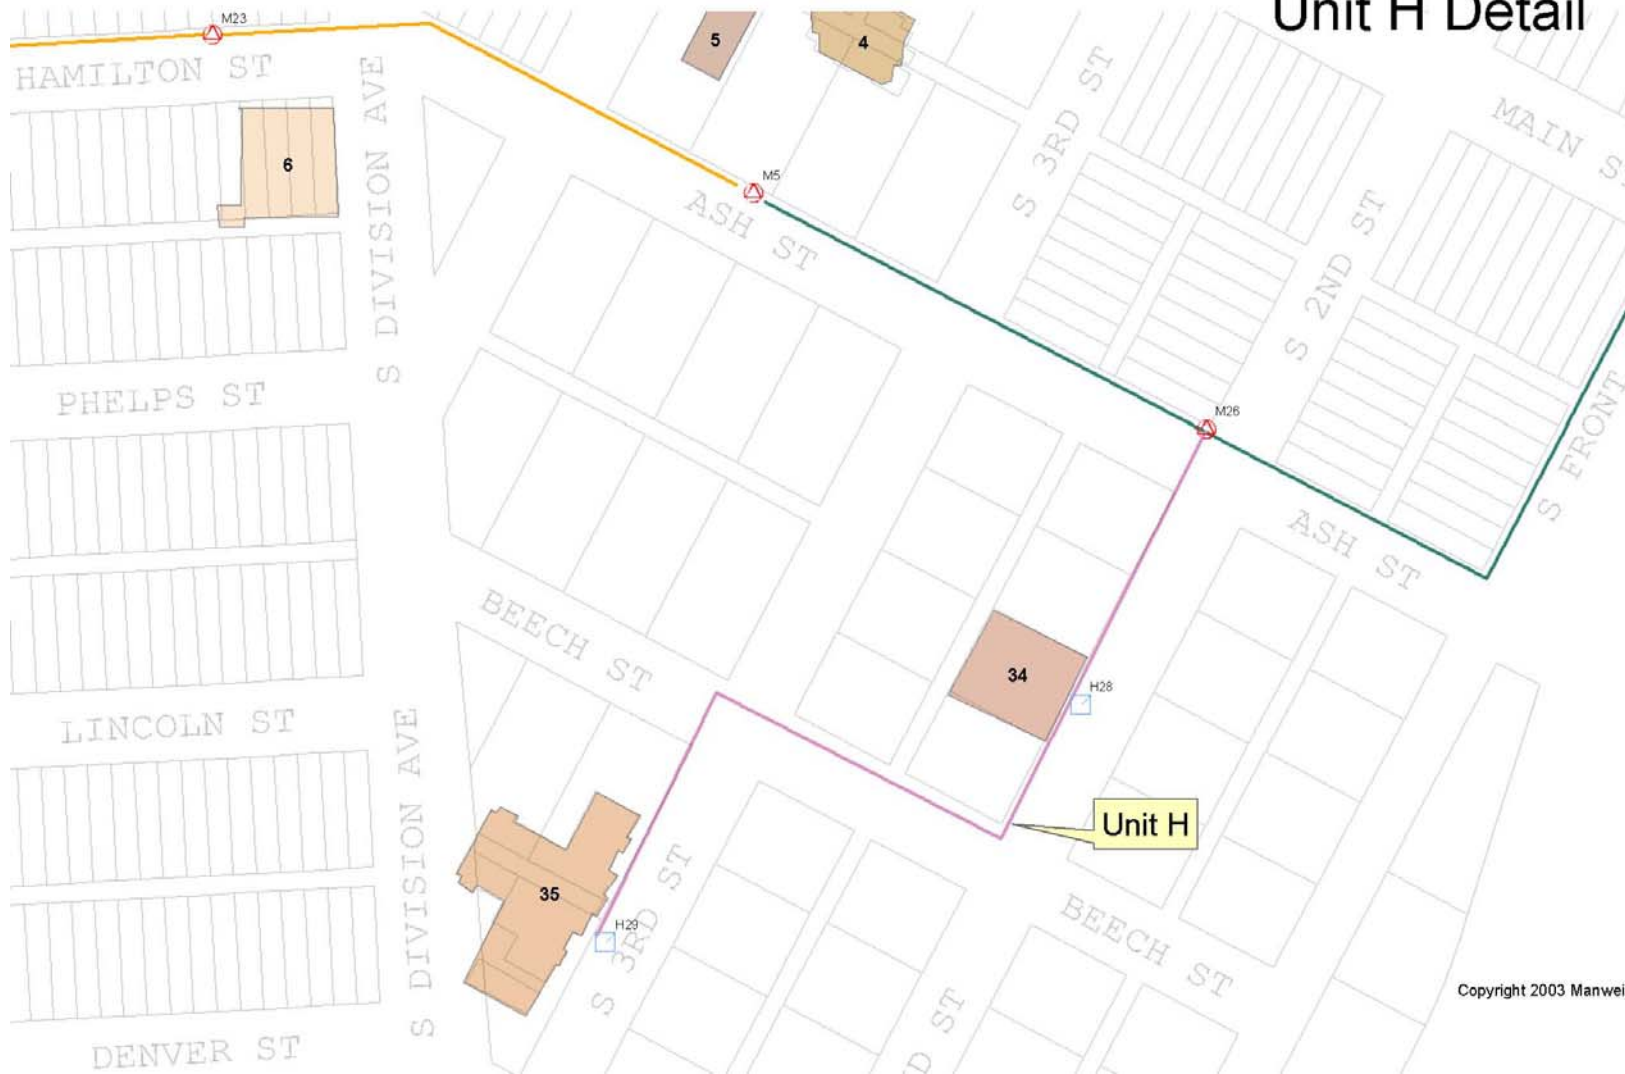 Unit H Detail
M23
HAMILTON ST
S DIVISION AVE
5
4
S 3RD ST
MAIN S
6
M5
ASH ST
S 2ND ST
PHELPS ST
M26
S FRONT
ASH ST
BEECH ST
34
H28
LINCOLN ST
S DIVISION AVE
Unit H
35
H29
S 3RD ST
BEECH ST
Copyright 2003 Manwei
D ST
DENVER ST